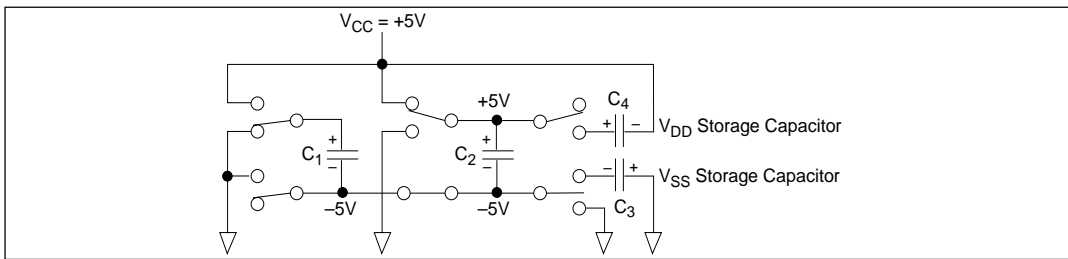 V_CC = +5V
+5V
C_4
+ –
V_DD Storage Capacitor
+
C_1
–
+
C_2
–
– +
V_SS Storage Capacitor
C_3
–5V
–5V